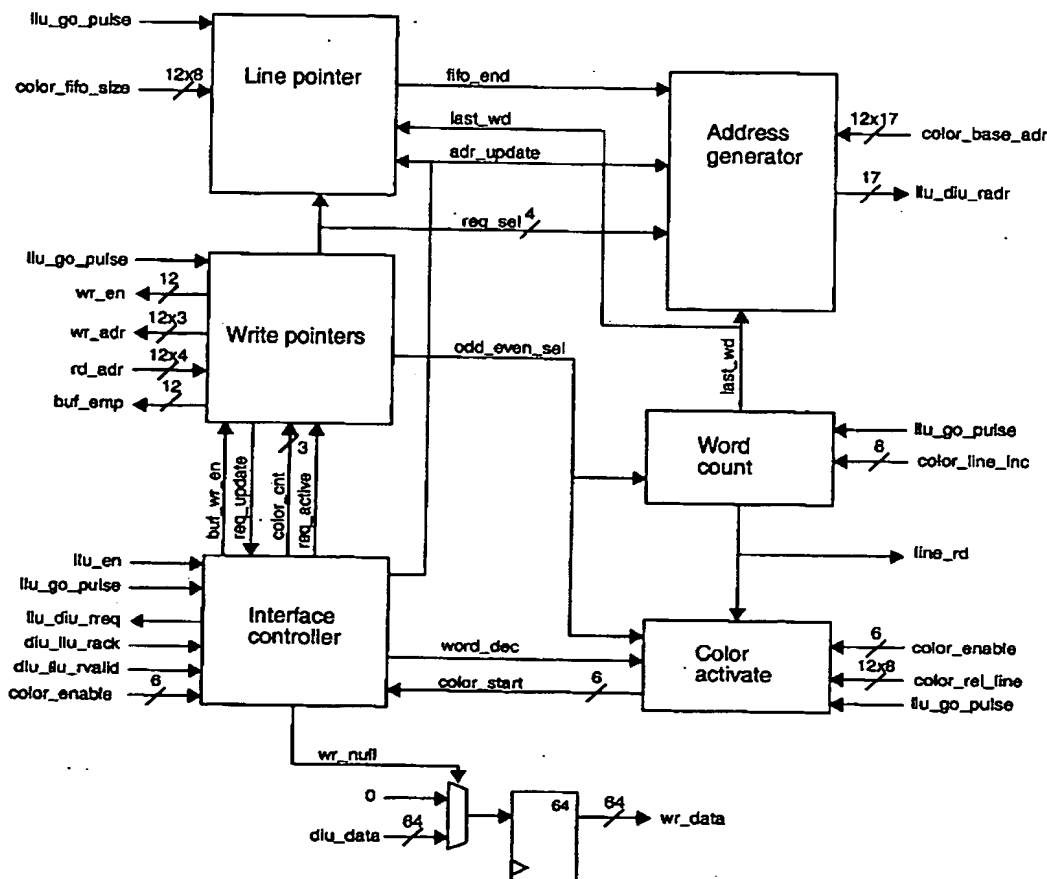 llu_go_pulse
color_fifo_size
12x8
Line pointer
fifo_end
last_wd
adr_update
req_sel
4
Address
generator
12x17
color_base_adr
17
llu_diu_radr
llu_go_pulse
wr_en
12
wr_adr
12x3
rd_adr
12x4
buf_emp
12
Write pointers
odd_even_sel
last_wd
buf_wr_en
req_update
color_cnt
3
req_active
Word
count
llu_go_pulse
8
color_line_inc
line_rd
llu_en
llu_go_pulse
llu_diu_rreq
diu_llu_rack
diu_llu_rvalid
color_enable
6
Interface
controller
word_dec
color_start
6
Color
activate
6
color_enable
12x8
color_rel_line
llu_go_pulse
wr_null
0
diu_data
64
64
64
wr_data